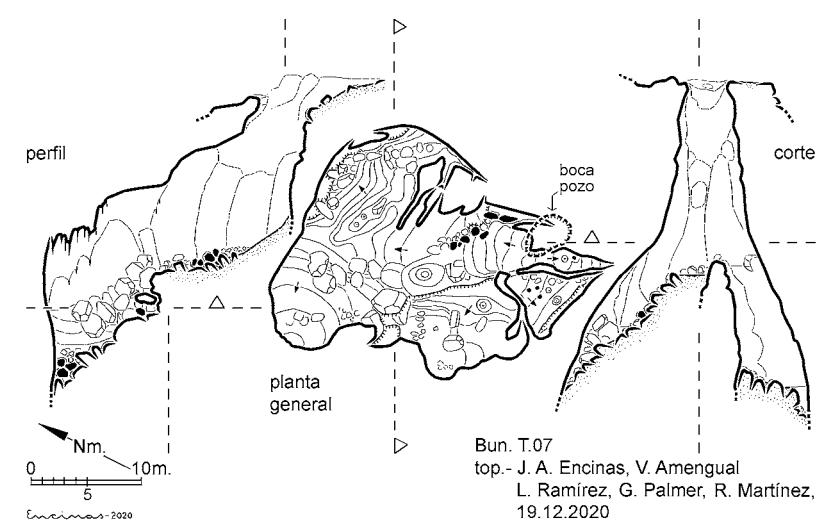 perfil
boca
pozo
corte
planta
general
Nm.
0 10m.
5
Encinas-2020
Bun. T.07
top.- J. A. Encinas, V. Amengual
L. Ramírez, G. Palmer, R. Martínez,
19.12.2020